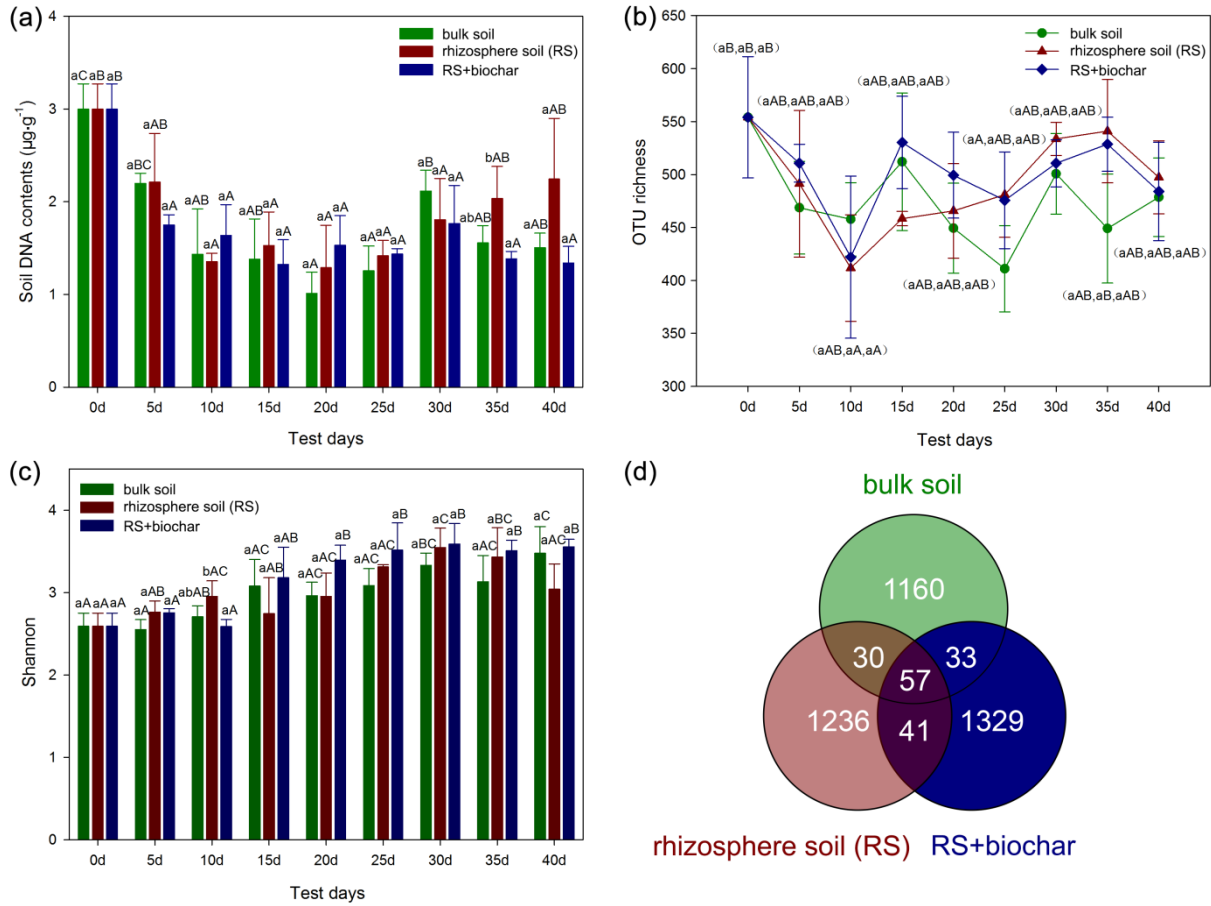 (a)
bulk soil
rhizosphere soil (RS)
RS+biochar
Soil DNA contents (μg·g⁻¹)
4
3
2
1
0
aC aB aB
aBC aAB aA
aA aA aA
aAB aA aA
aA aA aA
aA aA aA
aB aA aA
abAB bAB aA
aAB aAB aA
0d 5d 10d 15d 20d 25d 30d 35d 40d
Test days
(b)
bulk soil
rhizosphere soil (RS)
RS+biochar
OTU richness
650
600
550
500
450
400
350
300
(aB,aB,aB)
(aAB,aAB,aAB)
(aAB,aA,aA)
(aAB,aAB,aAB)
(aAB,aAB,aAB)
(aA,aAB,aAB)
(aAB,aAB,aAB)
(aAB,aB,aAB)
(aAB,aAB,aAB)
0d 5d 10d 15d 20d 25d 30d 35d 40d
Test days
(c)
bulk soil
rhizosphere soil (RS)
RS+biochar
Shannon
4
3
2
1
0
aA aA aA
aA aAB aA
abAB bAC aA
aAC aAB aB
aAC aAC aB
aAC aAC aB
aBC aC aB
aAC aBC aB
aC aAC aB
0d 5d 10d 15d 20d 25d 30d 35d 40d
Test days
(d)
bulk soil
1160
30 57 33
1236 41 1329
rhizosphere soil (RS) RS+biochar